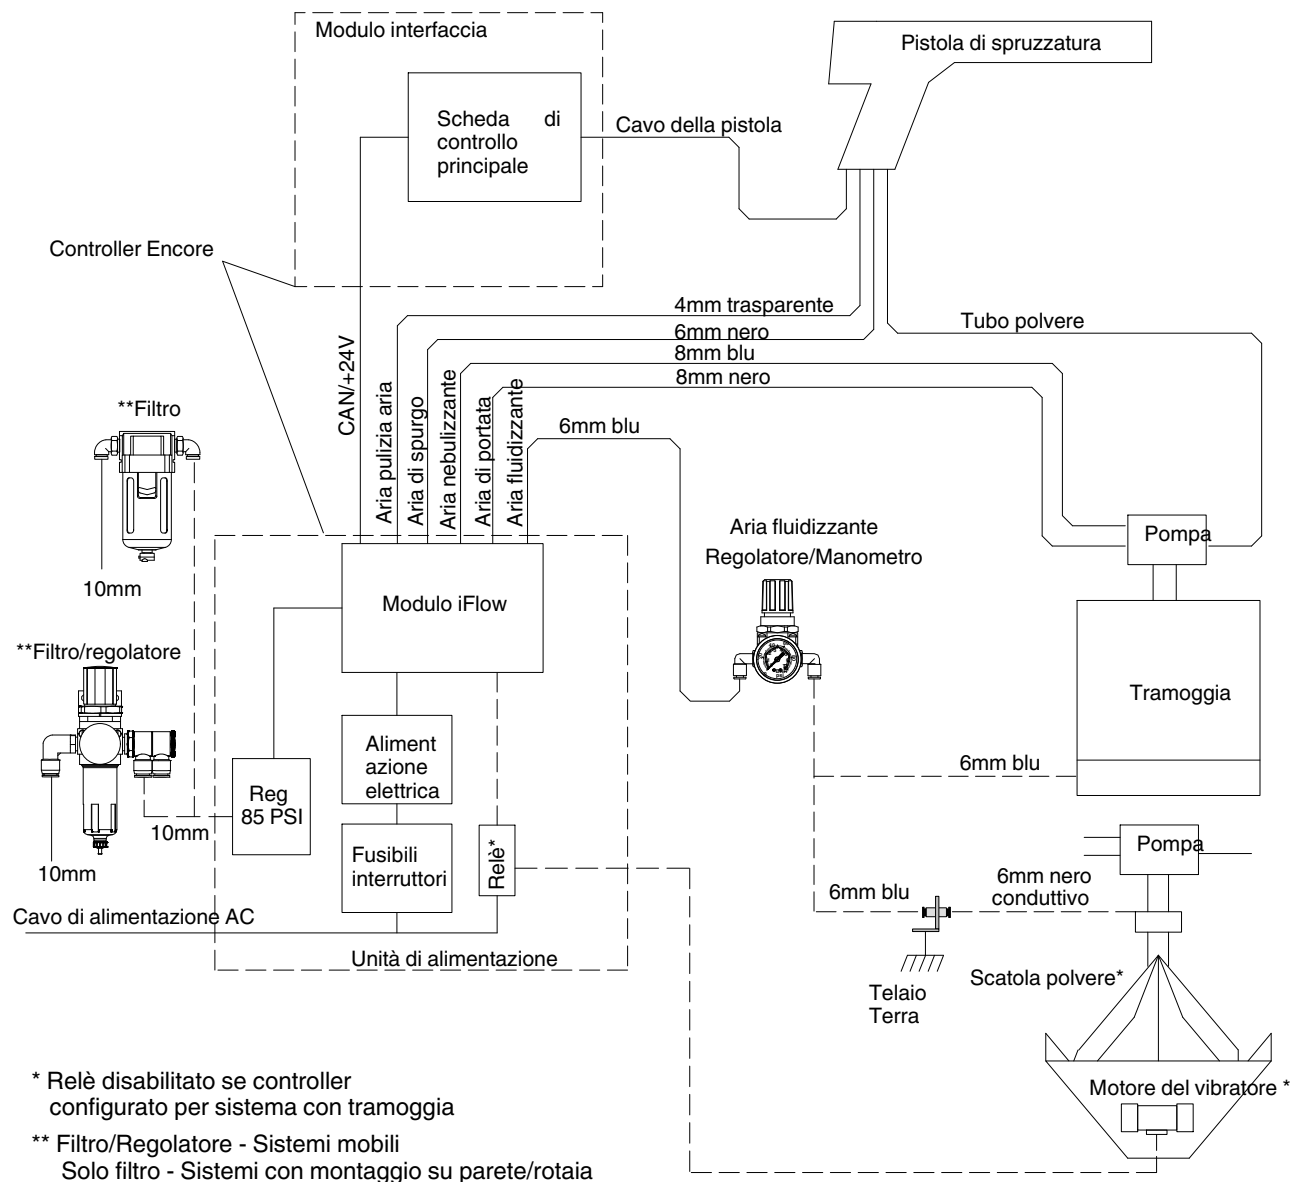 Modulo interfaccia
Pistola di spruzzatura
Scheda di
controllo
principale
Cavo della pistola
Controller Encore
4mm trasparente
6mm nero
8mm blu
8mm nero
Tubo polvere
CAN/+24V
Aria pulizia aria
Aria di spurgo
Aria nebulizzante
Aria di portata
Aria fluidizzante
6mm blu
**Filtro
10mm
Aria fluidizzante
Regolatore/Manometro
Pompa
Modulo iFlow
**Filtro/regolatore
Tramoggia
Aliment
azione
elettrica
6mm blu
Reg
85 PSI
10mm
10mm
Fusibili
interruttori
Relè*
Pompa
6mm blu
6mm nero
conduttivo
Cavo di alimentazione AC
Unità di alimentazione
Telaio
Terra
Scatola polvere*
Motore del vibratore *
* Relè disabilitato se controller
configurato per sistema con tramoggia
** Filtro/Regolatore - Sistemi mobili
Solo filtro - Sistemi con montaggio su parete/rotaia